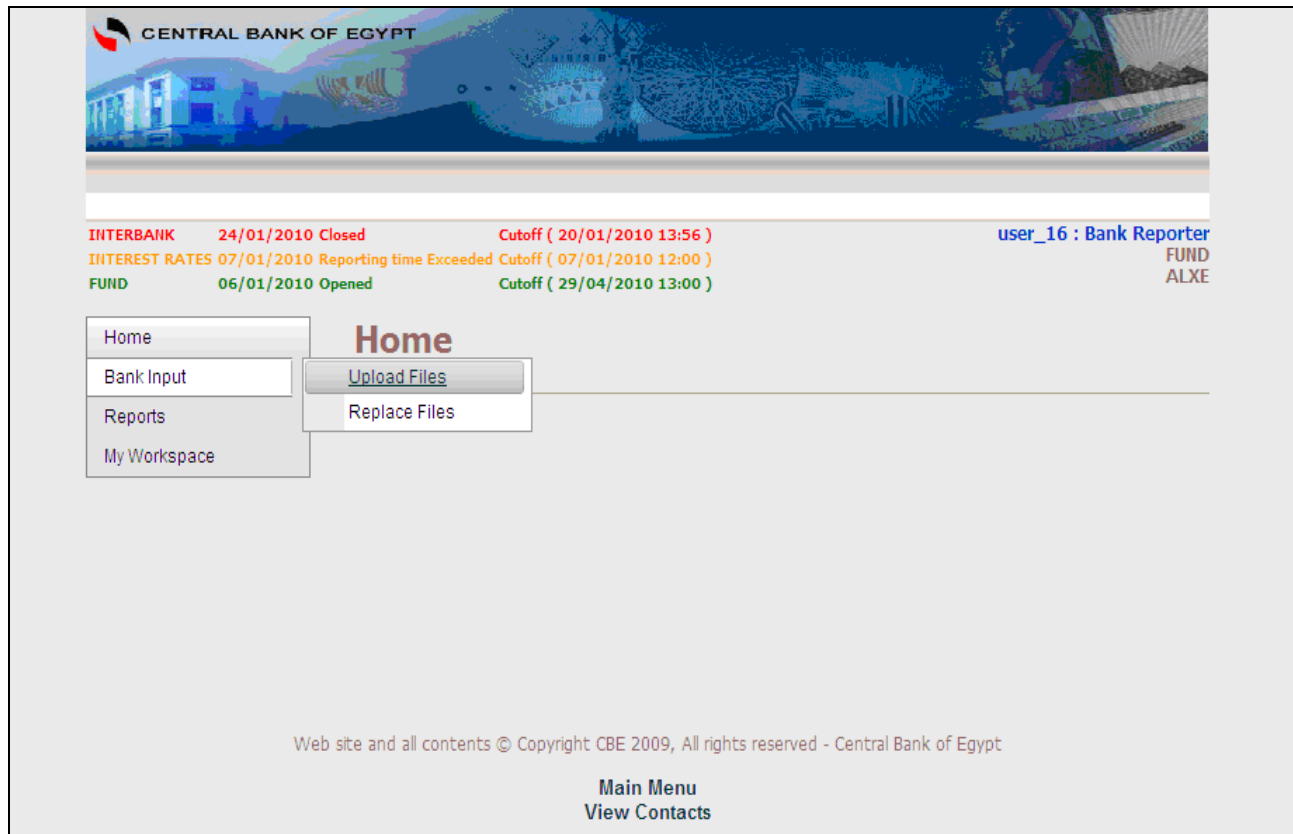 CENTRAL BANK OF EGYPT
INTERBANK 24/01/2010 Closed Cutoff ( 20/01/2010 13:56 )
INTEREST RATES 07/01/2010 Reporting time Exceeded Cutoff ( 07/01/2010 12:00 )
FUND 06/01/2010 Opened Cutoff ( 29/04/2010 13:00 )
user_16 : Bank Reporter
FUND
ALXE
Home
Home
Bank Input
Upload Files
Replace Files
Reports
My Workspace
Web site and all contents © Copyright CBE 2009, All rights reserved - Central Bank of Egypt
Main Menu
View Contacts